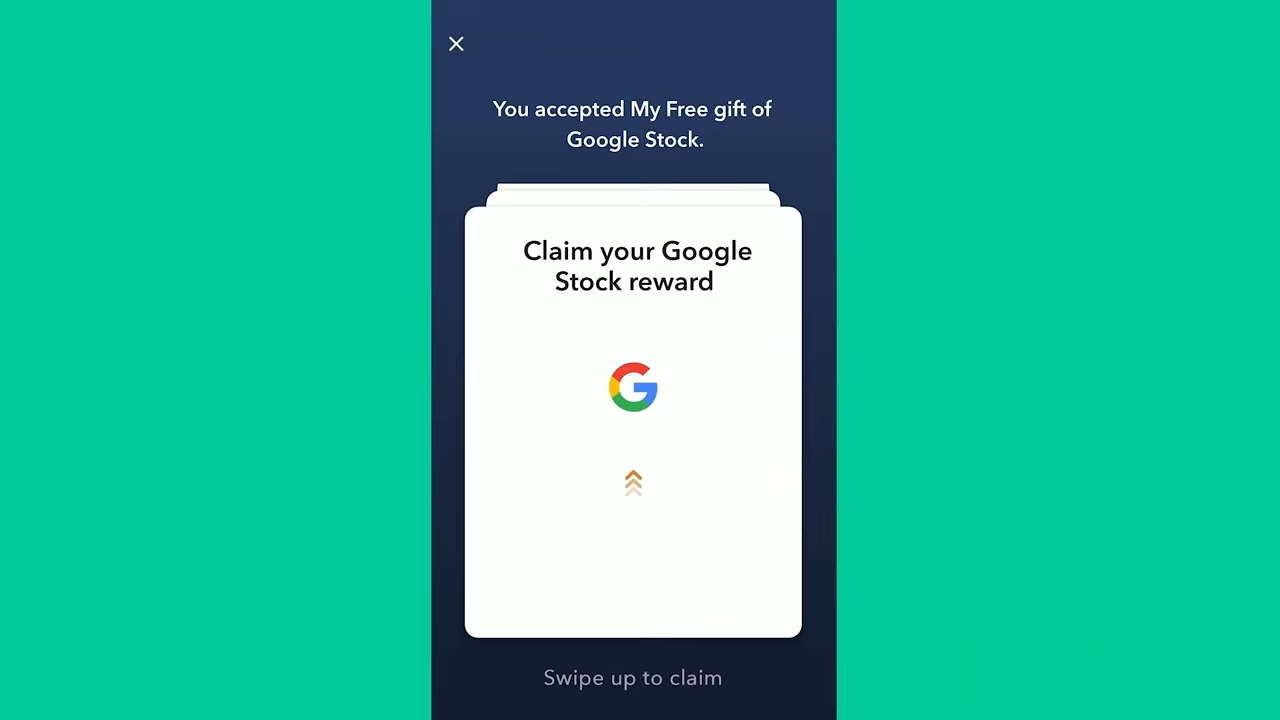 You accepted My Free gift of
Google Stock.
Claim your Google
Stock reward
Swipe up to claim